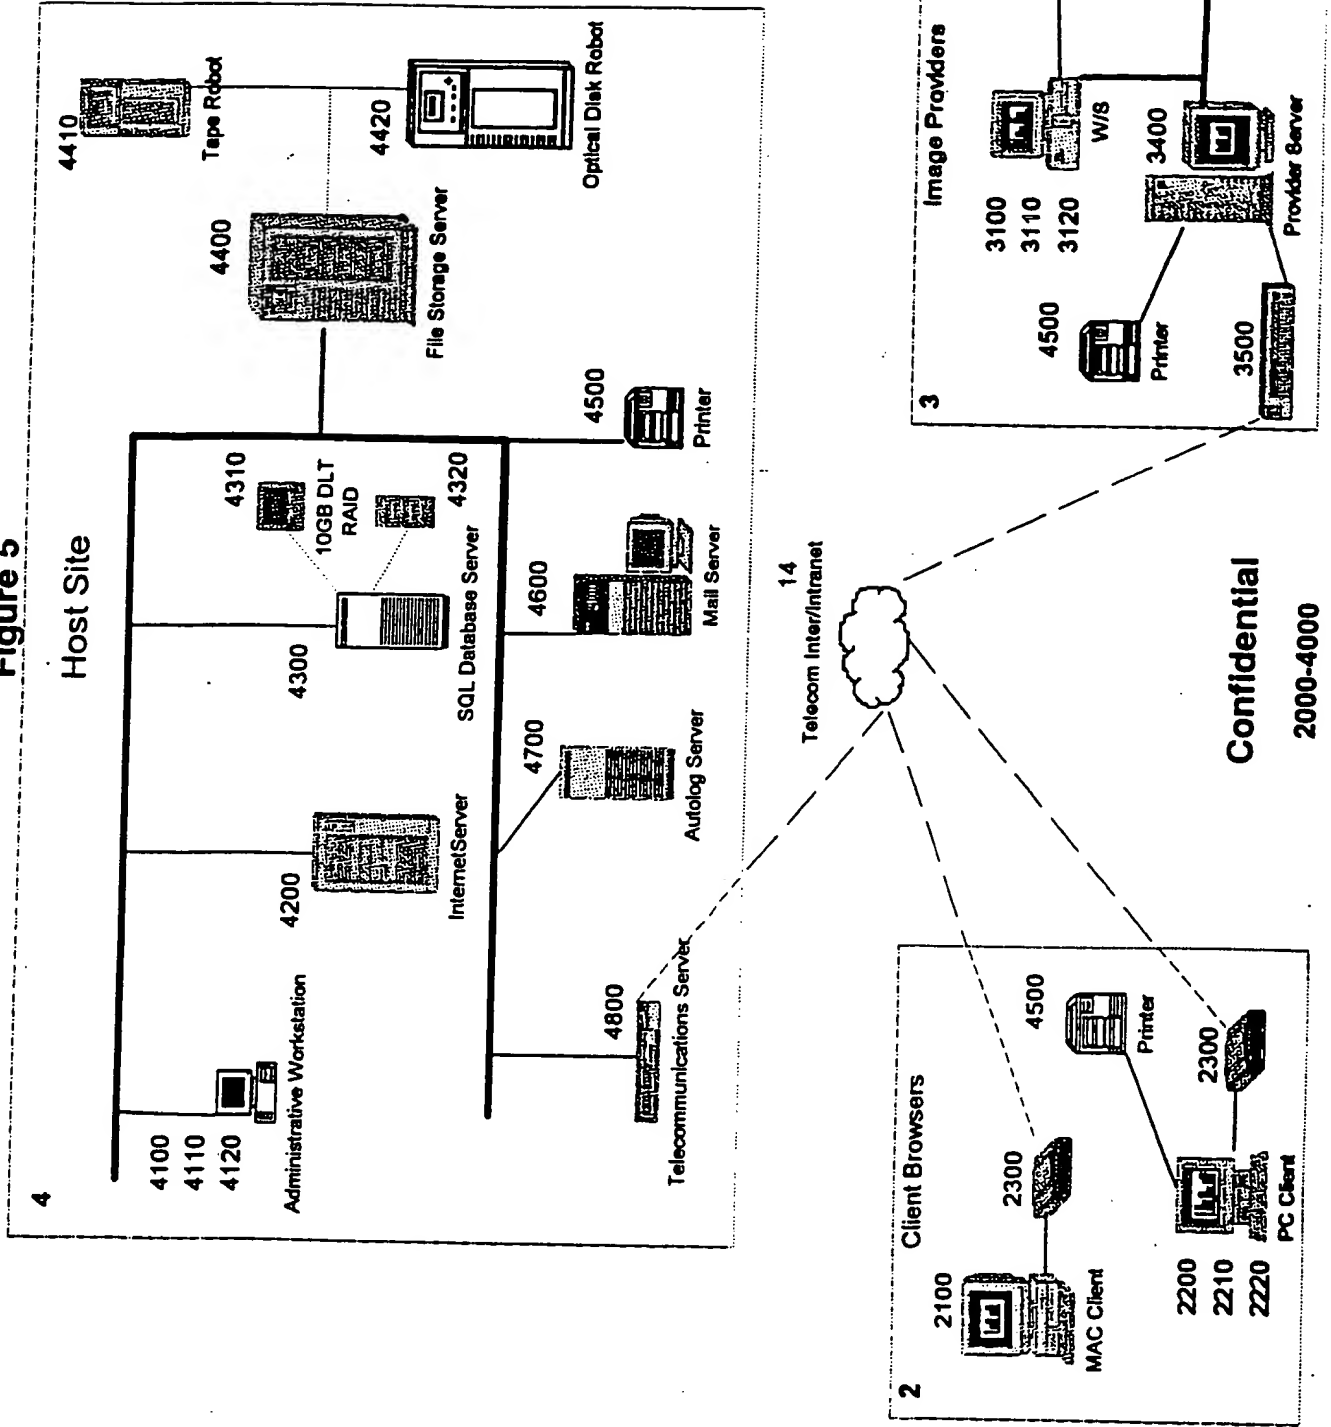 Figure 5
Host Site
4
4100
4110
4120
Administrative Workstation
4200
InternetServer
4300
SQL Database Server
4310
10GB DLT
RAID
4320
4400
File Storage Server
4410
Tape Robot
4420
Optical Disk Robot
4800
Telecommunications Server
4700
Autolog Server
4600
Mail Server
4500
Printer
Telecom Inter/Intranet
14
2
Client Browsers
2100
MAC Client
2300
4500
Printer
2200
2210
2220
PC Client
2300
3
Image Providers
3100
3110
3120
W/S
3400
Provider Server
4500
Printer
3500
Confidential
2000-4000